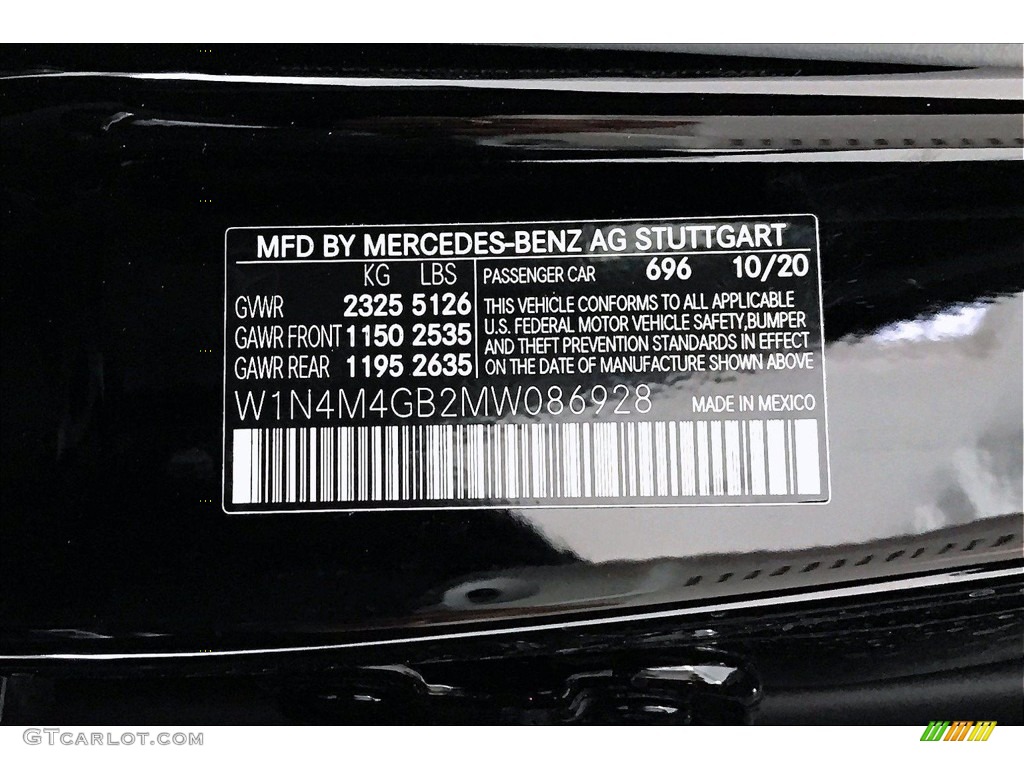 MFD BY MERCEDES-BENZ AG STUTTGART
KG LBS
GVWR 2325 5126
GAWR FRONT 1150 2535
GAWR REAR 1195 2635
PASSENGER CAR 696 10/20
THIS VEHICLE CONFORMS TO ALL APPLICABLE
U.S. FEDERAL MOTOR VEHICLE SAFETY,BUMPER
AND THEFT PREVENTION STANDARDS IN EFFECT
ON THE DATE OF MANUFACTURE SHOWN ABOVE
W1N4M4GB2MW086928 MADE IN MEXICO
GTCarlot.com